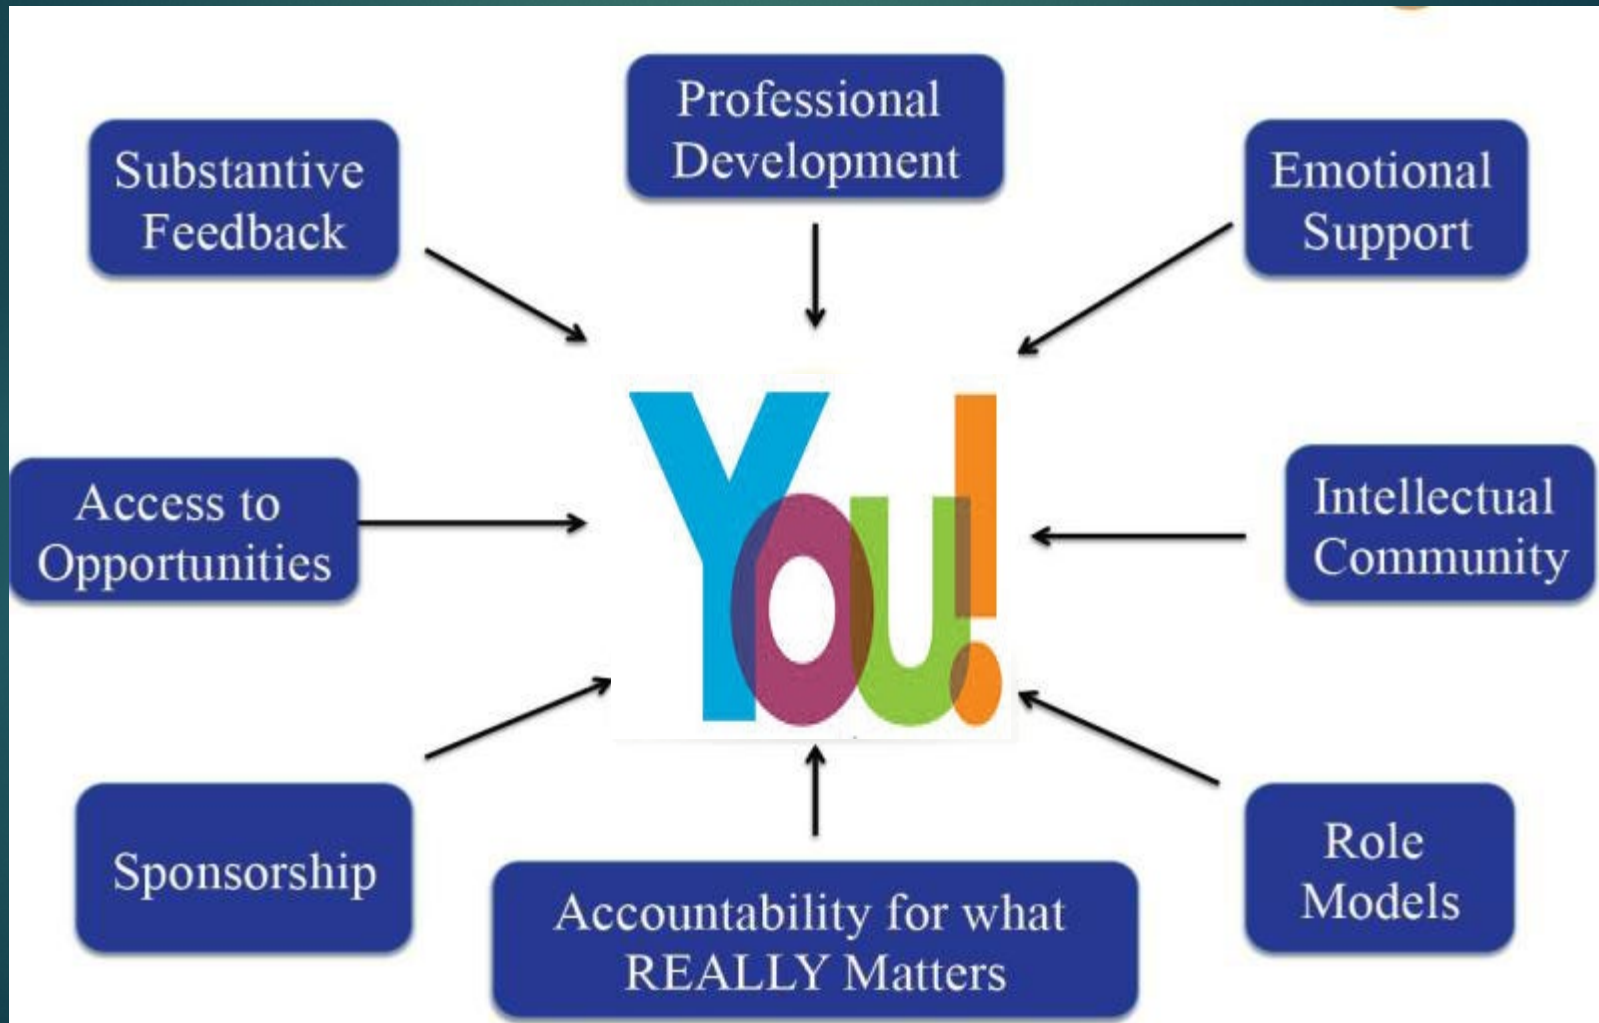 Professional
Development
Substantive
Feedback
Emotional
Support
Access to
Opportunities
You!
Intellectual
Community
Sponsorship
Accountability for what
REALLY Matters
Role
Models